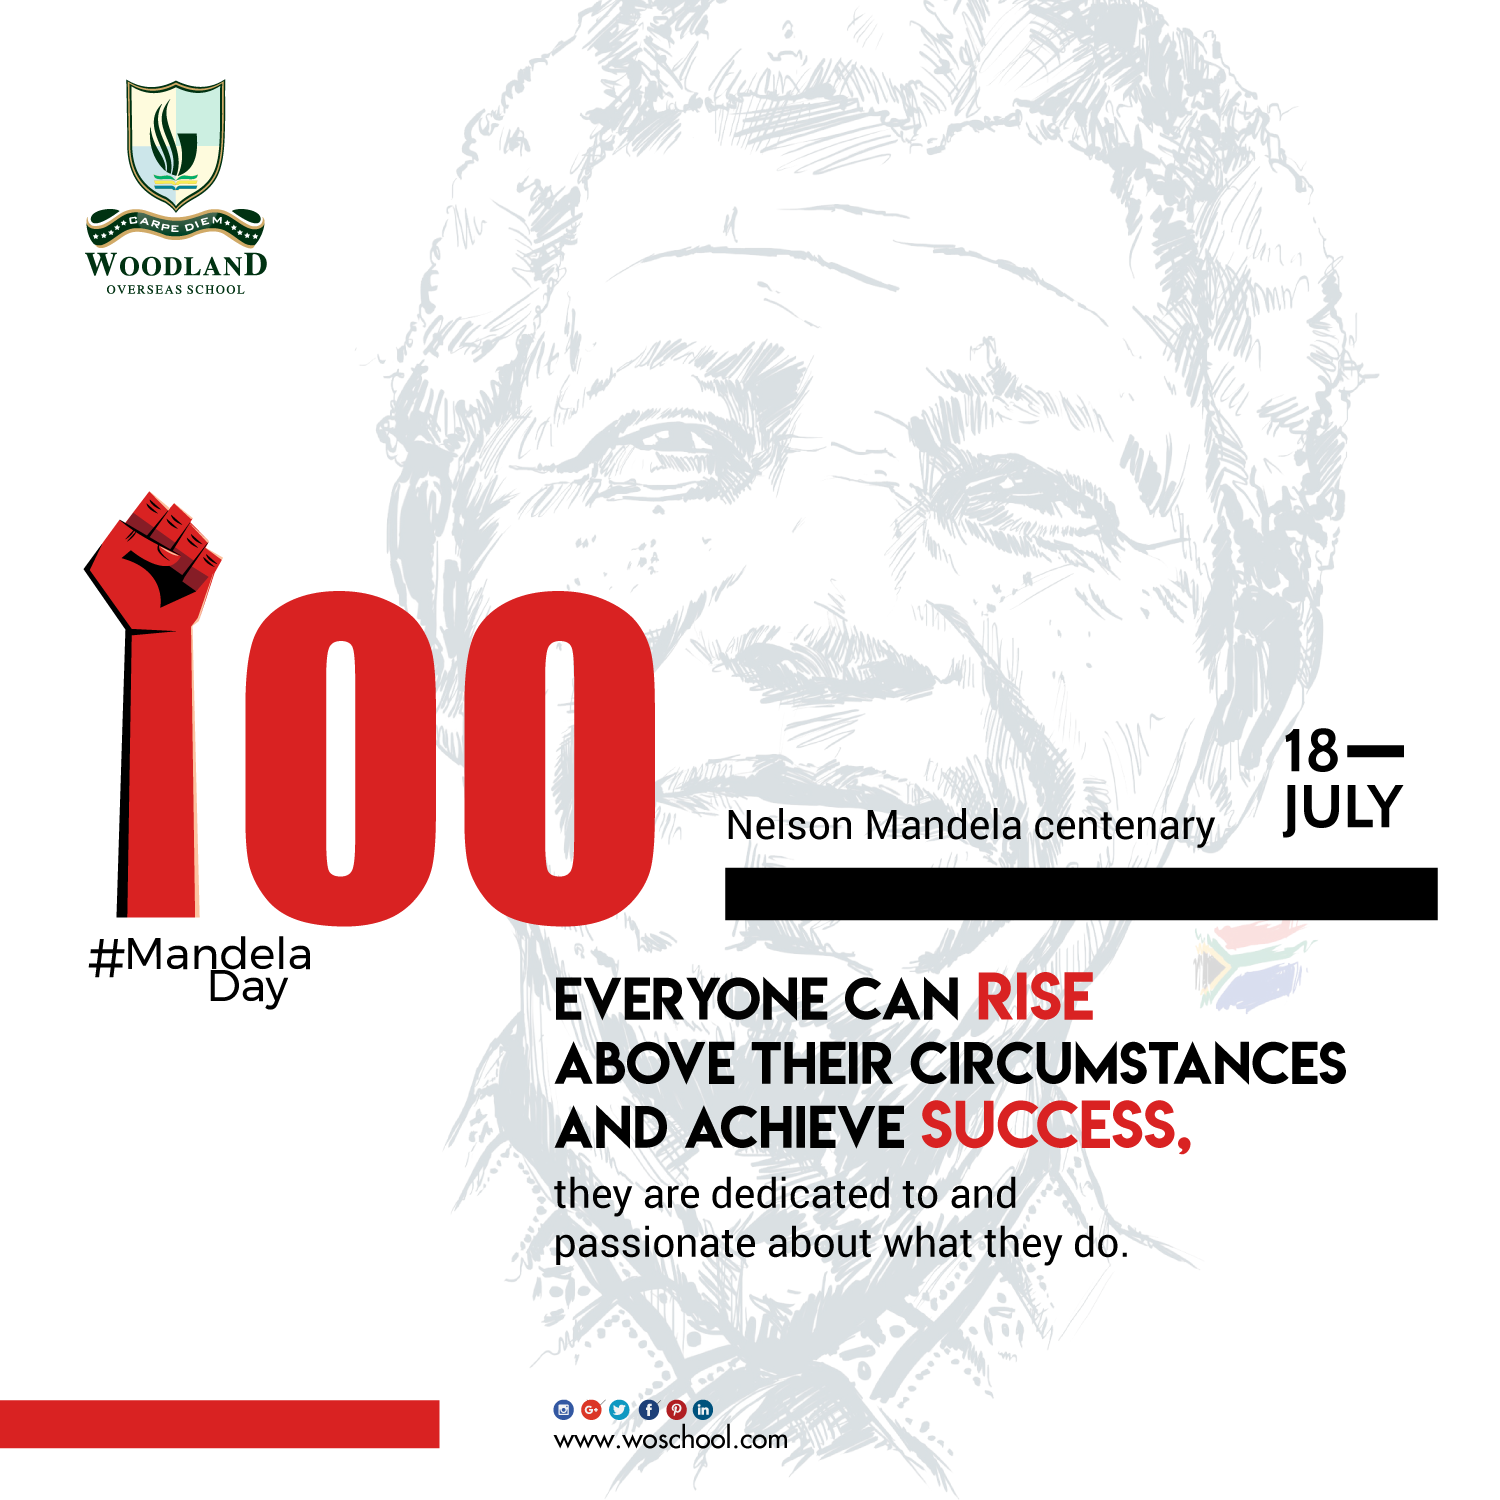 CARPE DIEM
WOODLAND
OVERSEAS SCHOOL
100
#Mandela
Day
Nelson Mandela centenary
18
JULY
EVERYONE CAN RISE
ABOVE THEIR CIRCUMSTANCES
AND ACHIEVE SUCCESS,
they are dedicated to and
passionate about what they do.
www.woschool.com